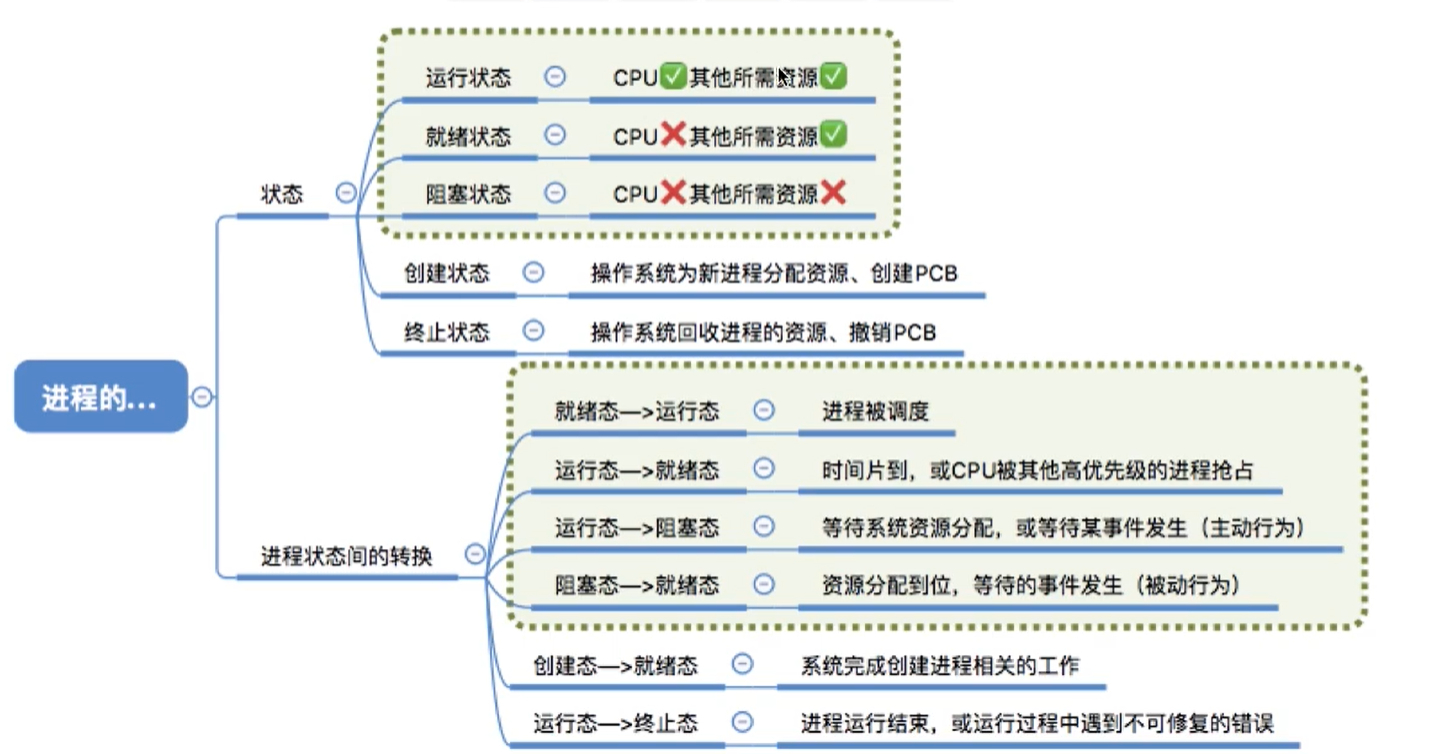 运行状态 CPU✅其他所需资源✅
就绪状态 CPU❌其他所需资源✅
状态
阻塞状态 CPU❌其他所需资源❌
创建状态 操作系统为新进程分配资源、创建PCB
终止状态 操作系统回收进程的资源、撤销PCB
进程的...
就绪态—>运行态 进程被调度
运行态—>就绪态 时间片到，或CPU被其他高优先级的进程抢占
运行态—>阻塞态 等待系统资源分配，或等待某事件发生（主动行为）
进程状态间的转换
阻塞态—>就绪态 资源分配到位，等待的事件发生（被动行为）
创建态—>就绪态 系统完成创建进程相关的工作
运行态—>终止态 进程运行结束，或运行过程中遇到不可修复的错误